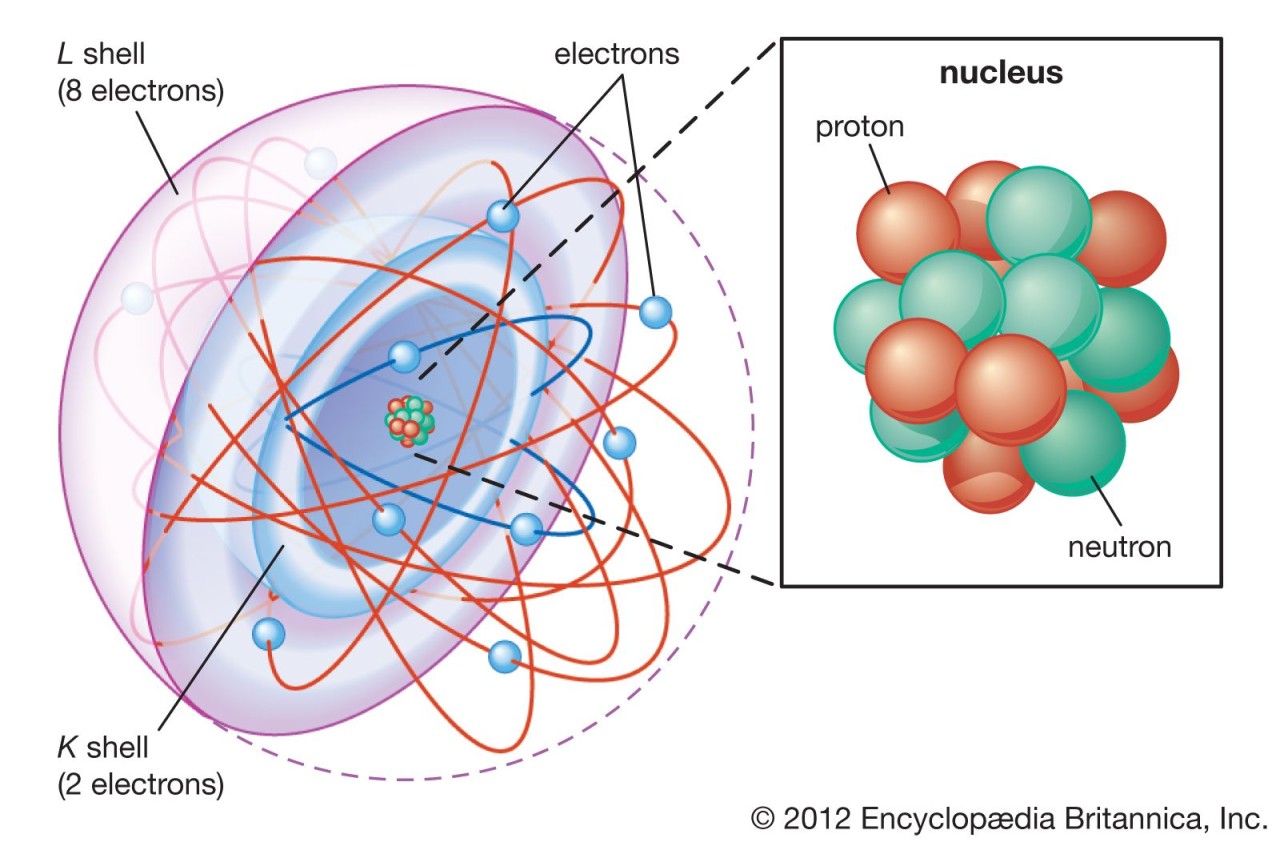 L shell
(8 electrons)
electrons
nucleus
proton
neutron
K shell
(2 electrons)
© 2012 Encyclopædia Britannica, Inc.